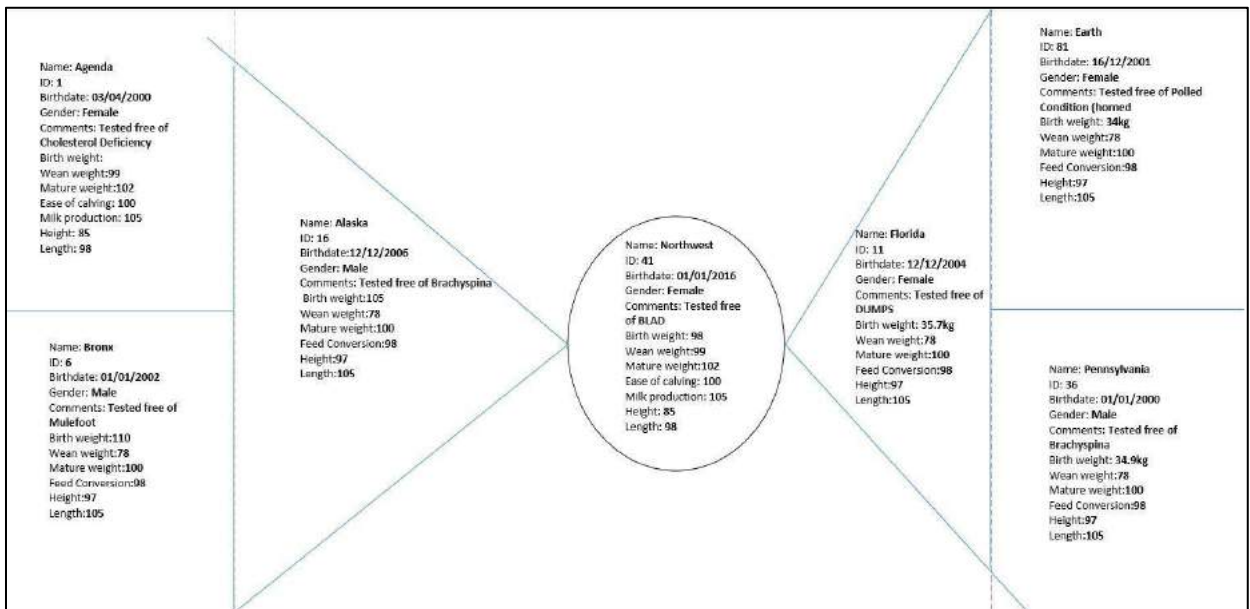 Name: Agenda
ID: 1
Birthdate: 03/04/2000
Gender: Female
Comments: Tested free of
Cholesterol Deficiency
Birth weight:
Wean weight:99
Mature weight:102
Ease of calving: 100
Milk production: 105
Height: 85
Length: 98
Name: Bronx
ID: 6
Birthdate: 01/01/2002
Gender: Male
Comments: Tested free of
Mulefoot
Birth weight:110
Wean weight:78
Mature weight:100
Feed Conversion:98
Height:97
Length:105
Name: Alaska
ID: 16
Birthdate:12/12/2006
Gender: Male
Comments: Tested free of Brachyspina
Birth weight:105
Wean weight:78
Mature weight:100
Feed Conversion:98
Height:97
Length:105
Name: Northwest
ID: 41
Birthdate: 01/01/2016
Gender: Female
Comments: Tested free
of BLAD
Birth weight: 98
Wean weight:99
Mature weight:102
Ease of calving: 100
Milk production: 105
Height: 85
Length: 98
Name: Florida
ID: 11
Birthdate: 12/12/2004
Gender: Female
Comments: Tested free of
DUMPS
Birth weight: 35.7kg
Wean weight:78
Mature weight:100
Feed Conversion:98
Height:97
Length:105
Name: Earth
ID: 81
Birthdate: 16/12/2001
Gender: Female
Comments: Tested free of Polled
Condition (horned
Birth weight: 34kg
Wean weight:78
Mature weight:100
Feed Conversion:98
Height:97
Length:105
Name: Pennsylvania
ID: 36
Birthdate: 01/01/2000
Gender: Male
Comments: Tested free of
Brachyspina
Birth weight: 34.9kg
Wean weight:78
Mature weight:100
Feed Conversion:98
Height:97
Length:105